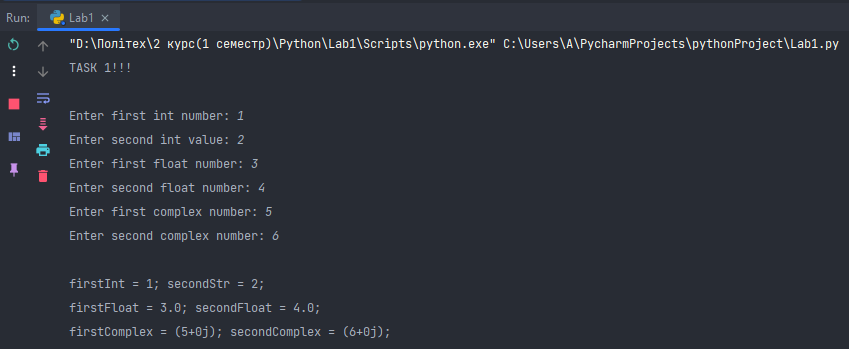 Run: Lab1 ×
"D:\Політех\2 курс(1 семестр)\Python\Lab1\Scripts\python.exe" C:\Users\A\PycharmProjects\pythonProject\Lab1.py
TASK 1!!!
Enter first int number: 1
Enter second int value: 2
Enter first float number: 3
Enter second float number: 4
Enter first complex number: 5
Enter second complex number: 6
firstInt = 1; secondStr = 2;
firstFloat = 3.0; secondFloat = 4.0;
firstComplex = (5+0j); secondComplex = (6+0j);